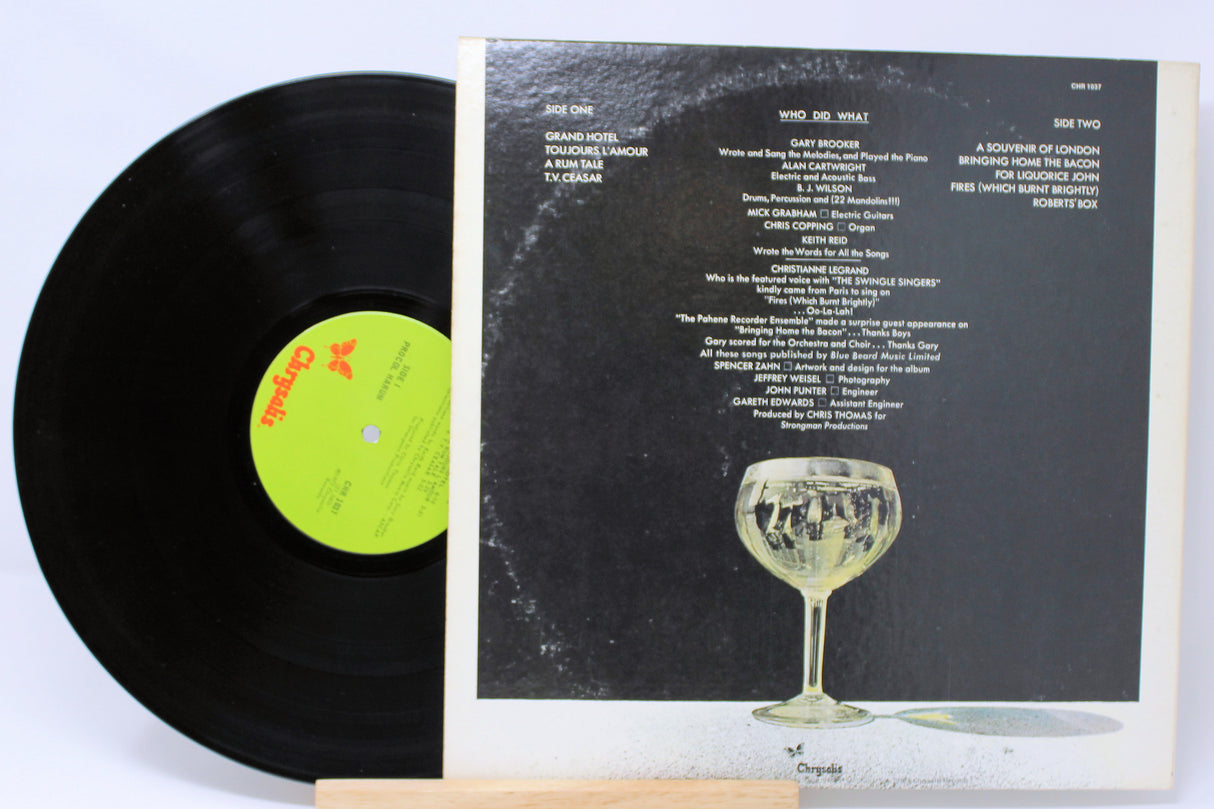 CHR 1037
SIDE ONE
GRAND HOTEL
TOUJOURS L'AMOUR
A RUM TALE
T.V. CEASAR
WHO DID WHAT
GARY BROOKER
Wrote and Sang the Melodies, and Played the Piano
ALAN CARTWRIGHT
Electric and Acoustic Bass
B. J. WILSON
Drums, Percussion and (22 Mandolins!!!)
MICK GRABHAM □ Electric Guitars
CHRIS COPPING □ Organ
KEITH REID
Wrote the Words for All the Songs
CHRISTIANNE LEGRAND
Who is the featured voice with "THE SWINGLE SINGERS"
kindly came from Paris to sing on
"Fires (Which Burnt Brightly)"
. . . Oo-La-Lah!
"The Pahene Recorder Ensemble" made a surprise guest appearance on
"Bringing Home the Bacon" . . . Thanks Boys
Gary scored for the Orchestra and Choir . . . Thanks Gary
All these songs published by Blue Beard Music Limited
SPENCER ZAHN □ Artwork and design for the album
JEFFREY WEISEL □ Photography
JOHN PUNTER □ Engineer
GARETH EDWARDS □ Assistant Engineer
Produced by CHRIS THOMAS for
Strongman Productions
SIDE TWO
A SOUVENIR OF LONDON
BRINGING HOME THE BACON
FOR LIQUORICE JOHN
FIRES (WHICH BURNT BRIGHTLY)
ROBERTS' BOX
Chrysalis
Chrysalis
SIDE I
PROCOL HARUM
CHR 1037